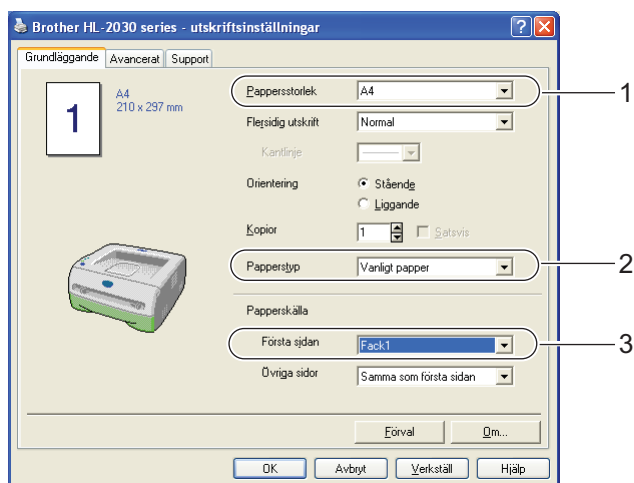 Brother HL-2030 series - utskriftsinställningar
Grundläggande Avancerat Support
1
A4
210 x 297 mm
Pappersstorlek A4 1
Flersidig utskrift Normal
Kantlinje
Orientering Stående
Liggande
Kopior 1 Satsvis
Papperstyp Vanligt papper 2
Papperskälla
Första sidan Fack1 3
Övriga sidor Samma som första sidan
Förval Om...
OK Avbryt Verkställ Hjälp